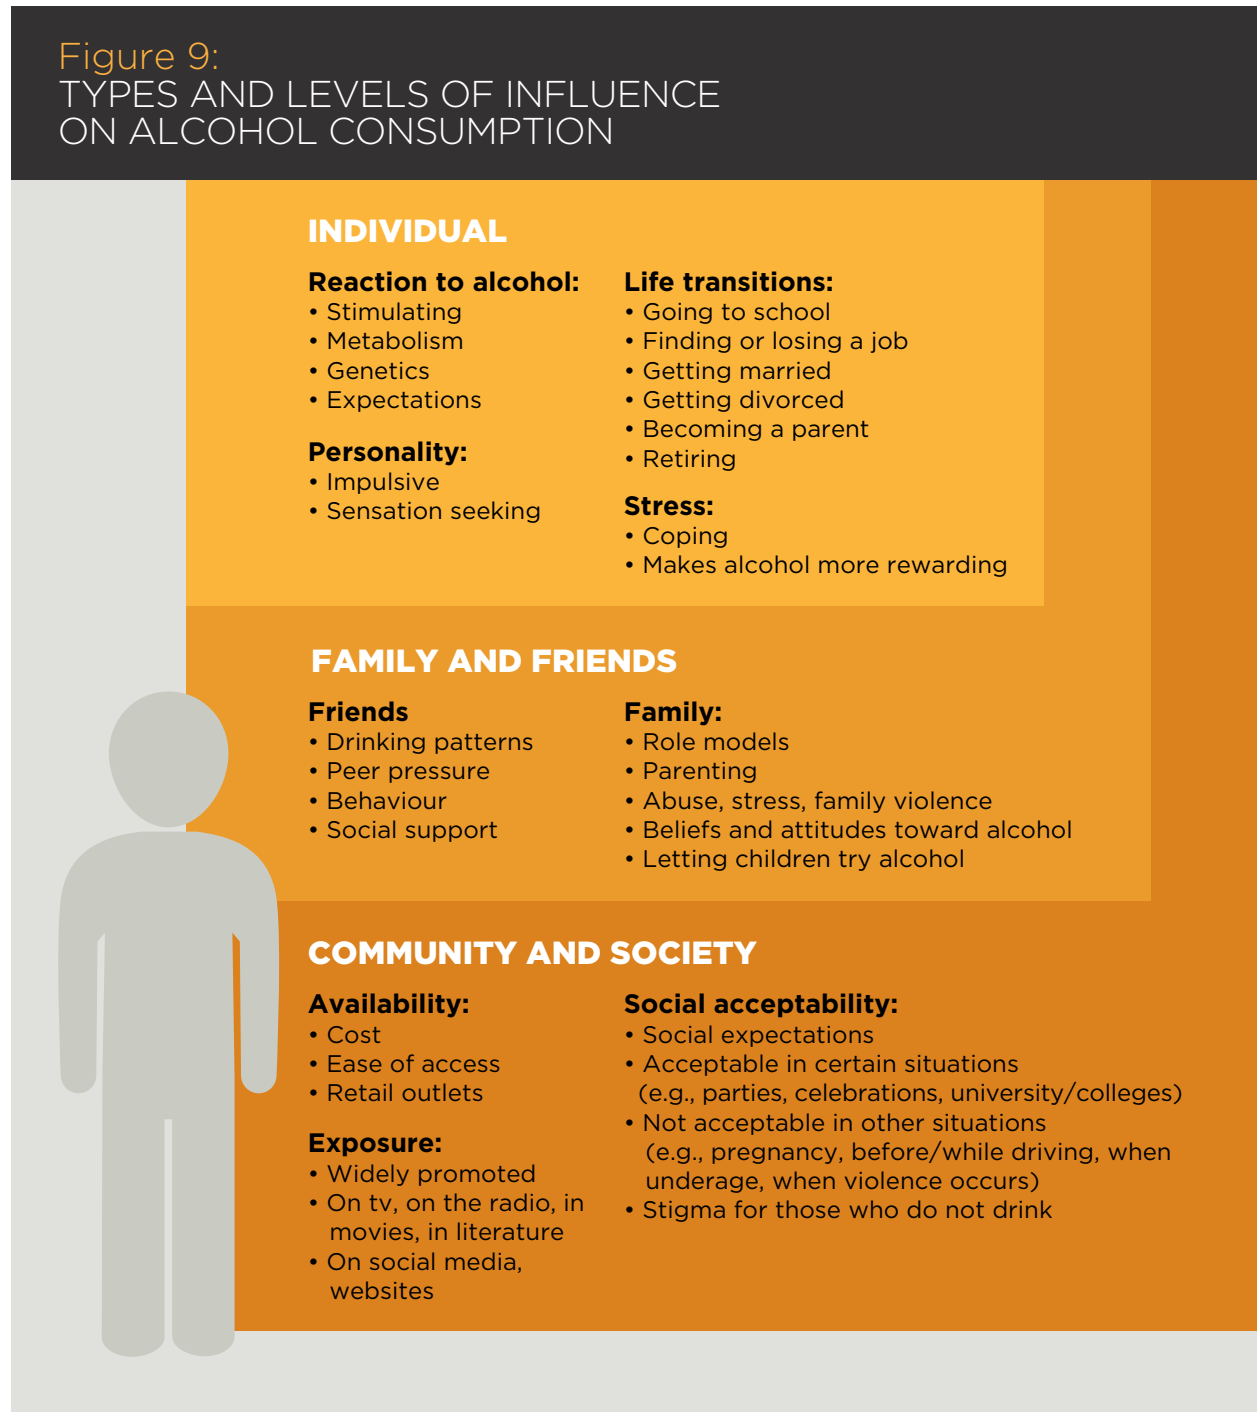 Figure 9:
TYPES AND LEVELS OF INFLUENCE
ON ALCOHOL CONSUMPTION
INDIVIDUAL
Reaction to alcohol:
• Stimulating
• Metabolism
• Genetics
• Expectations
Personality:
• Impulsive
• Sensation seeking
Life transitions:
• Going to school
• Finding or losing a job
• Getting married
• Getting divorced
• Becoming a parent
• Retiring
Stress:
• Coping
• Makes alcohol more rewarding
FAMILY AND FRIENDS
Friends
• Drinking patterns
• Peer pressure
• Behaviour
• Social support
Family:
• Role models
• Parenting
• Abuse, stress, family violence
• Beliefs and attitudes toward alcohol
• Letting children try alcohol
COMMUNITY AND SOCIETY
Availability:
• Cost
• Ease of access
• Retail outlets
Exposure:
• Widely promoted
• On tv, on the radio, in
movies, in literature
• On social media,
websites
Social acceptability:
• Social expectations
• Acceptable in certain situations
(e.g., parties, celebrations, university/colleges)
• Not acceptable in other situations
(e.g., pregnancy, before/while driving, when
underage, when violence occurs)
• Stigma for those who do not drink